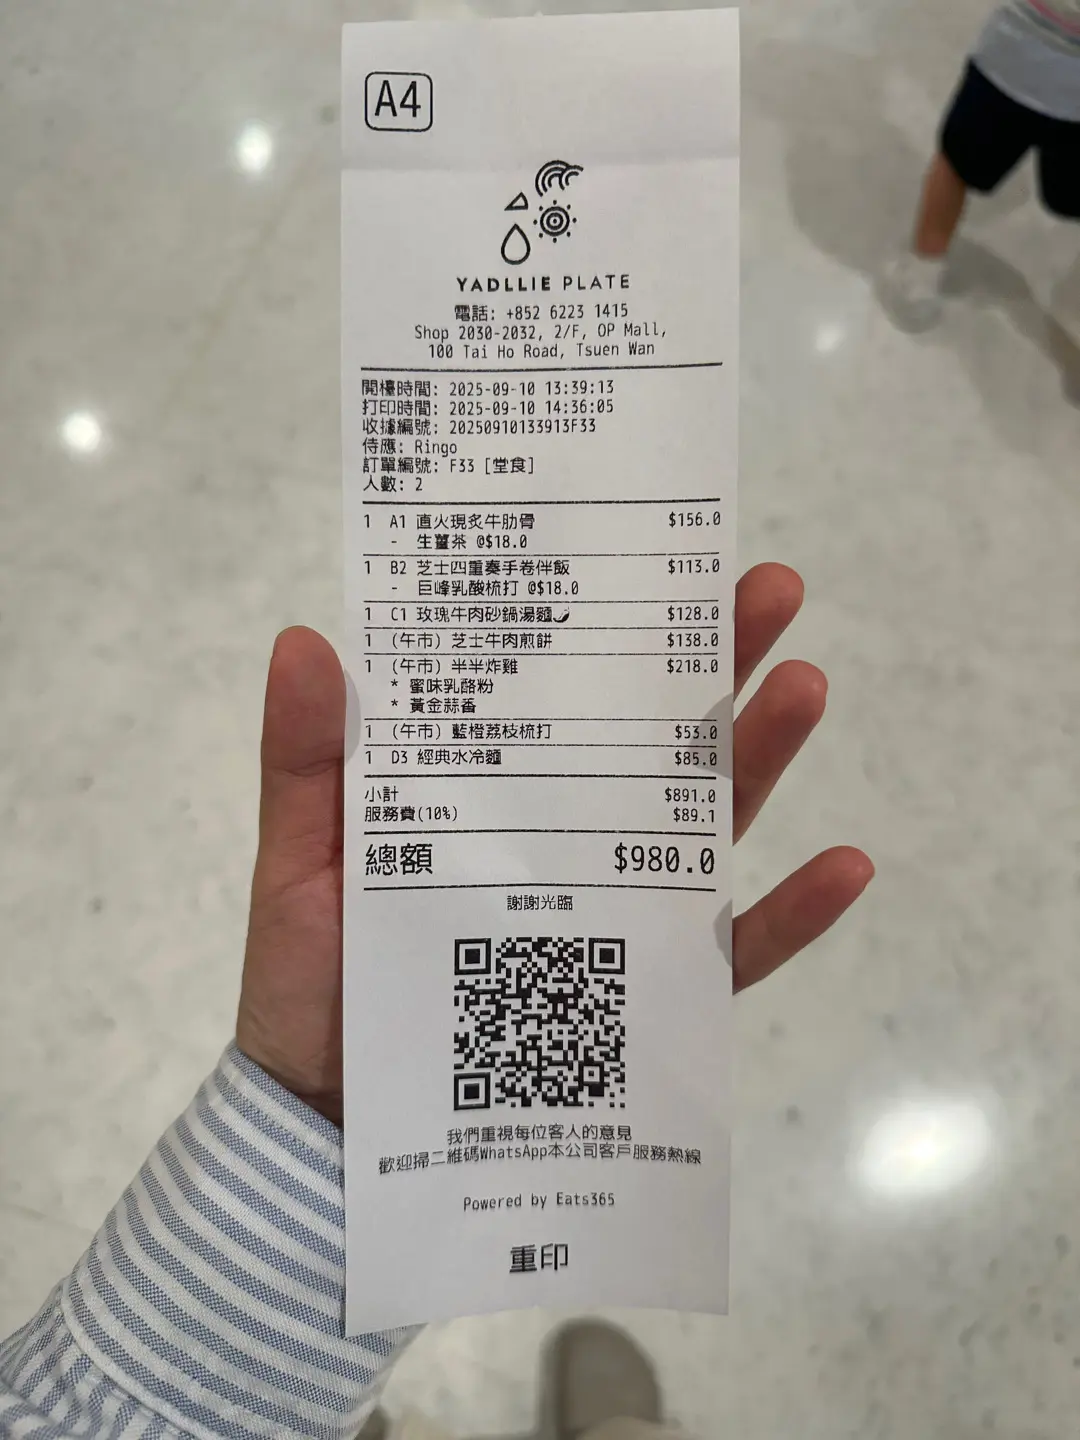 A4
YADLLIE PLATE
電話: +852 6223 1415
Shop 2030-2032, 2/F, OP Mall,
100 Tai Ho Road, Tsuen Wan
開檯時間: 2025-09-10 13:39:13
打印時間: 2025-09-10 14:36:05
收據編號: 20250910133913F33
侍應: Ringo
訂單編號: F33 [堂食]
人數: 2
1 A1 直火現炙牛肋骨 $156.0
- 生薑茶 @$18.0
1 B2 芝士四重奏手卷伴飯 $113.0
- 巨峰乳酸梳打 @$18.0
1 C1 玫瑰牛肉砂鍋湯麵🌶 $128.0
1 (午市) 芝士牛肉煎餅 $138.0
1 (午市) 半半炸雞 $218.0
* 蜜味乳酪粉
* 黃金蒜香
1 (午市) 藍橙荔枝梳打 $53.0
1 D3 經典水冷麵 $85.0
小計 $891.0
服務費(10%) $89.1
總額 $980.0
謝謝光臨
我們重視每位客人的意見
歡迎掃二維碼WhatsApp本公司客戶服務熱線
Powered by Eats365
重印